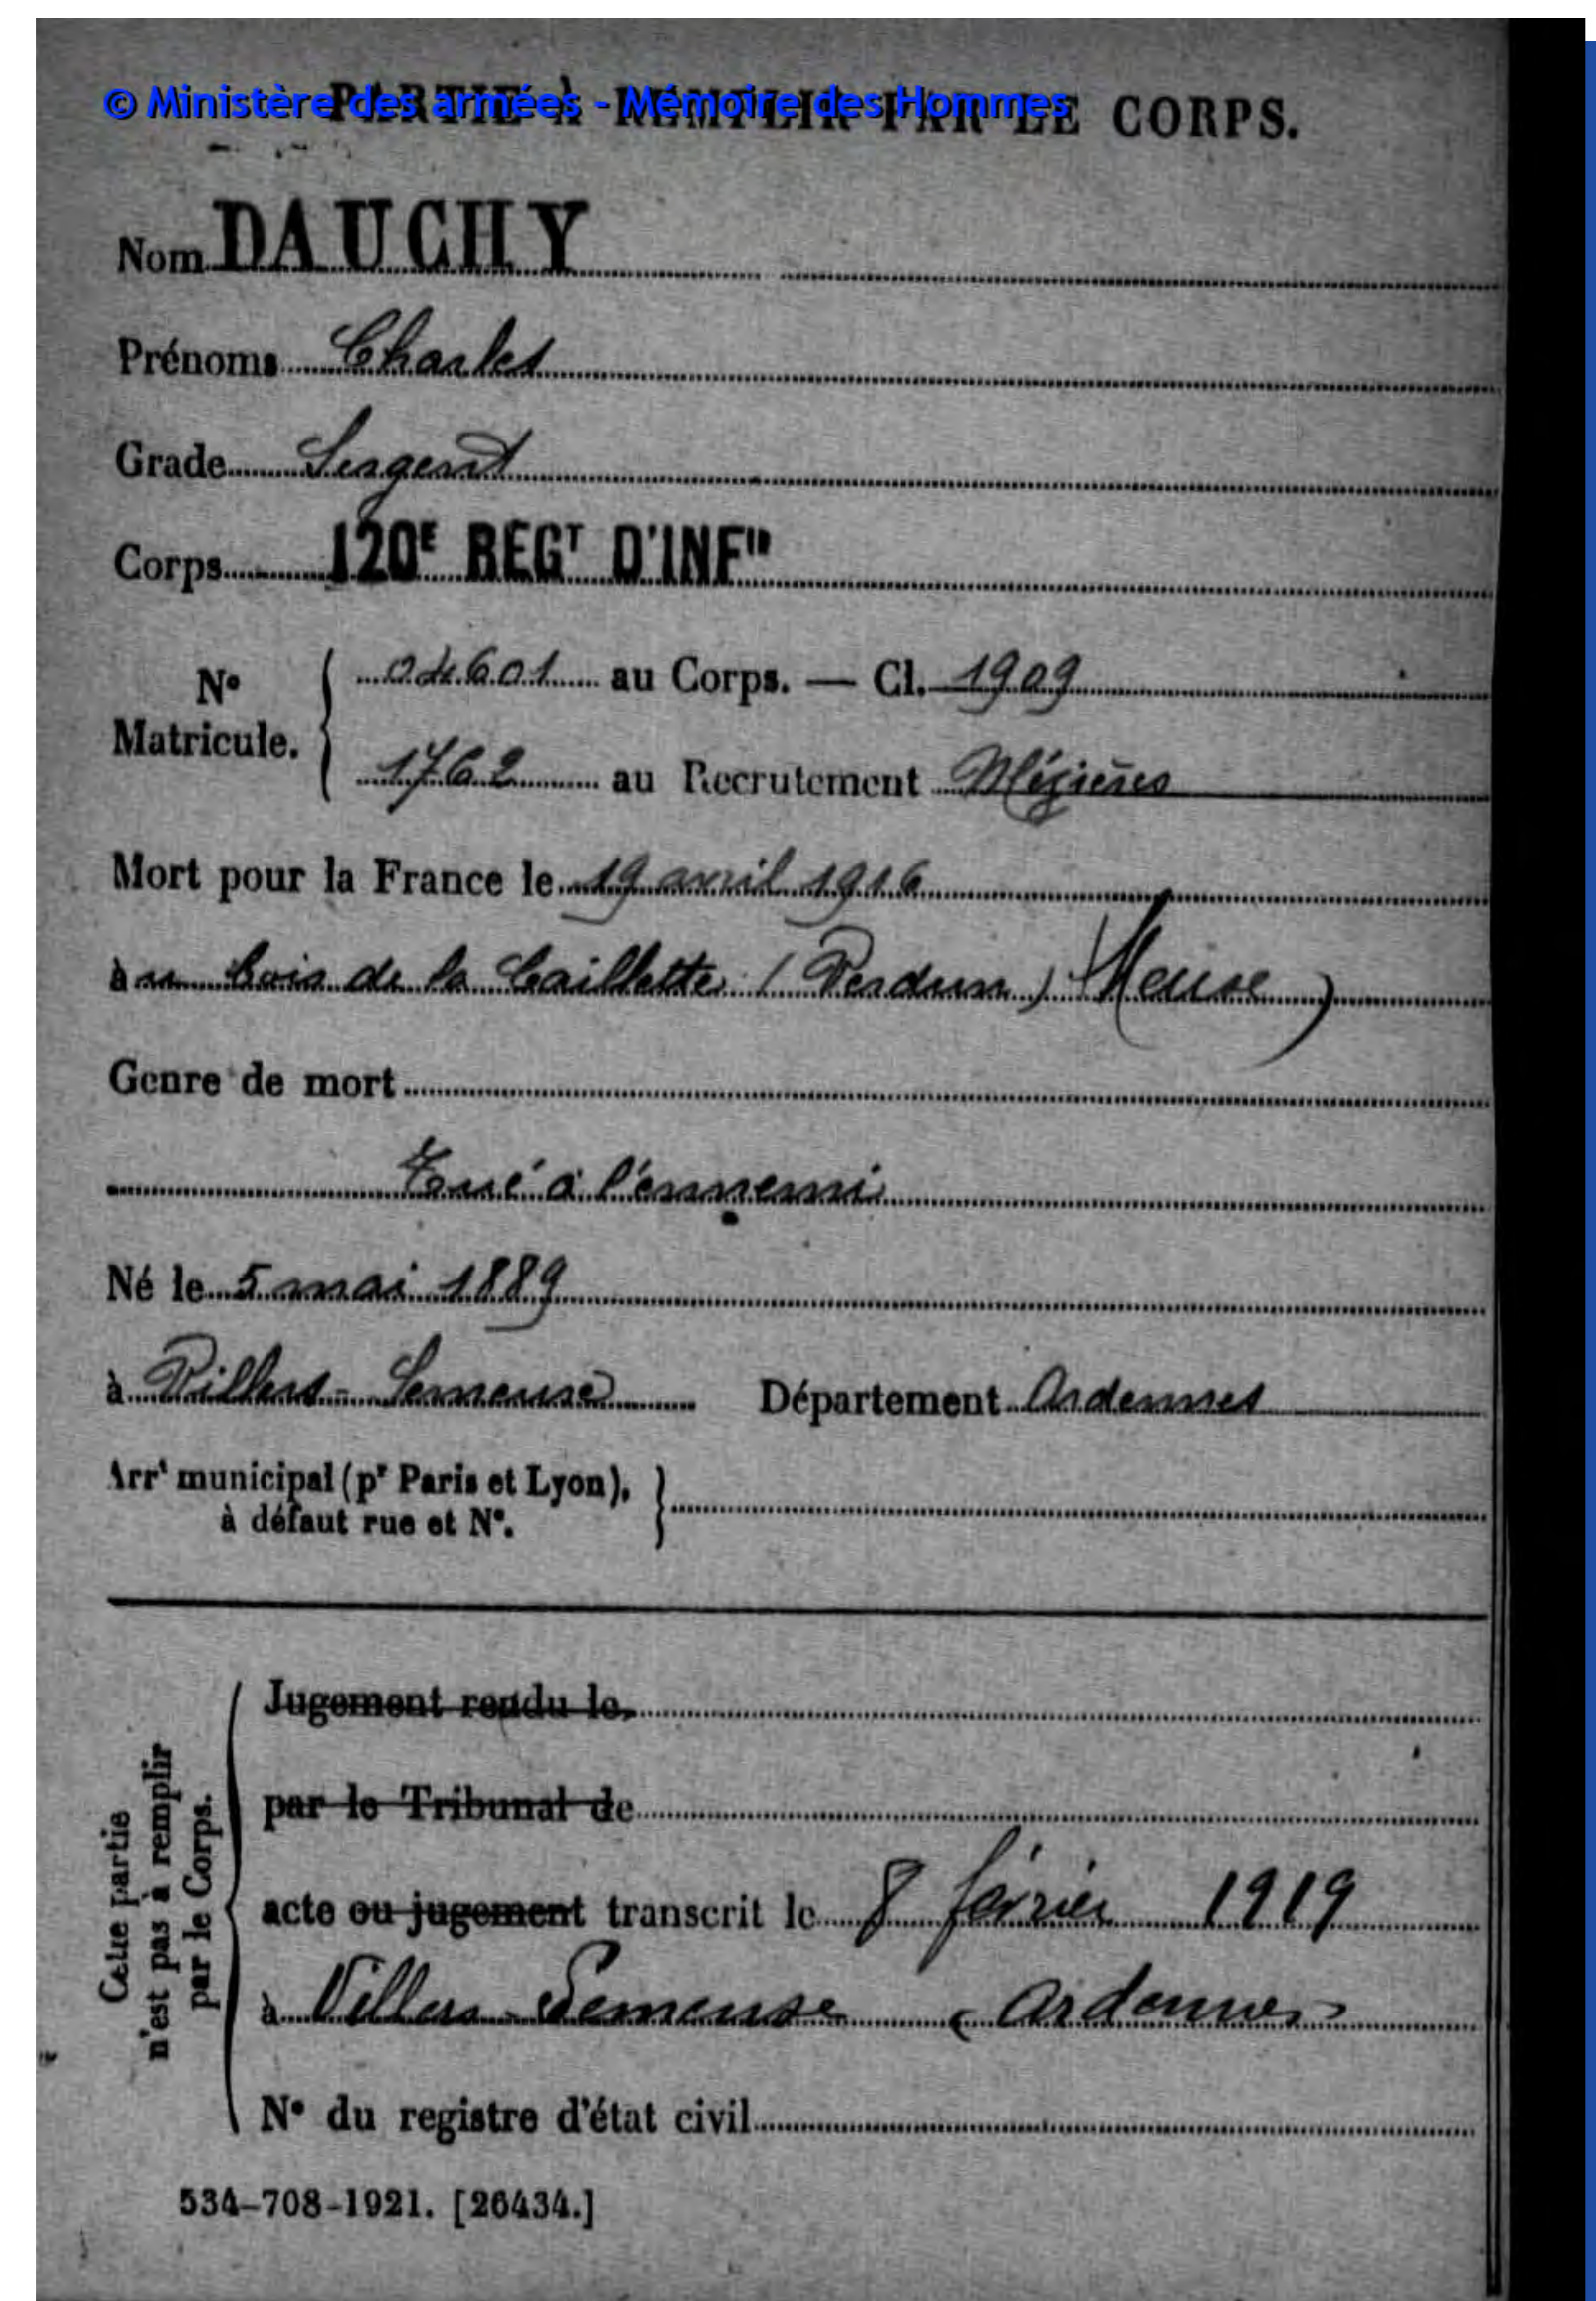 © Ministère des armées - Mémoire des Hommes
PARTIE À REMPLIR PAR LE CORPS.
Nom DAUCHY
Prénoms Charles
Grade Sergent
Corps 120E REGT D'INFIE
No Matricule. 04601 au Corps. — Cl. 1909
1762 au Recrutement Mézières
Mort pour la France le 19 avril 1916
au bois de la Caillette (Verdun) Meuse)
Genre de mort
Tué à l'ennemi
Né le 5 mai 1889
à Villers-Semeuse Département Ardennes
Arrt municipal (pr Paris et Lyon),
à défaut rue et No.
Cette partie
n'est pas à remplir
par le Corps.
Jugement rendu le
par le Tribunal de
acte ou jugement transcrit le 8 février 1919
à Villers-Semeuse (Ardennes)
No du registre d'état civil
534-708-1921. [26434.]